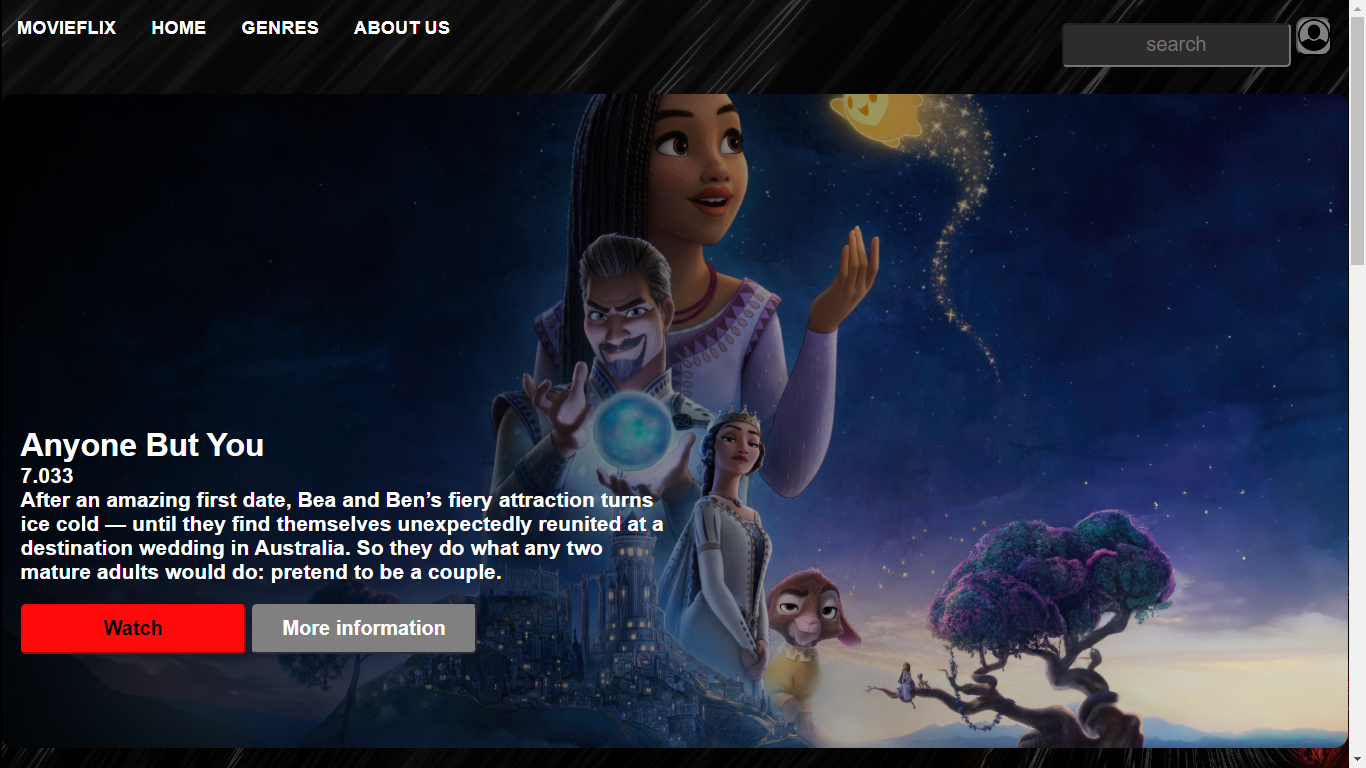 MOVIEFLIX HOME GENRES ABOUT US
search
Anyone But You
7.033
After an amazing first date, Bea and Ben’s fiery attraction turns
ice cold — until they find themselves unexpectedly reunited at a
destination wedding in Australia. So they do what any two
mature adults would do: pretend to be a couple.
Watch More information